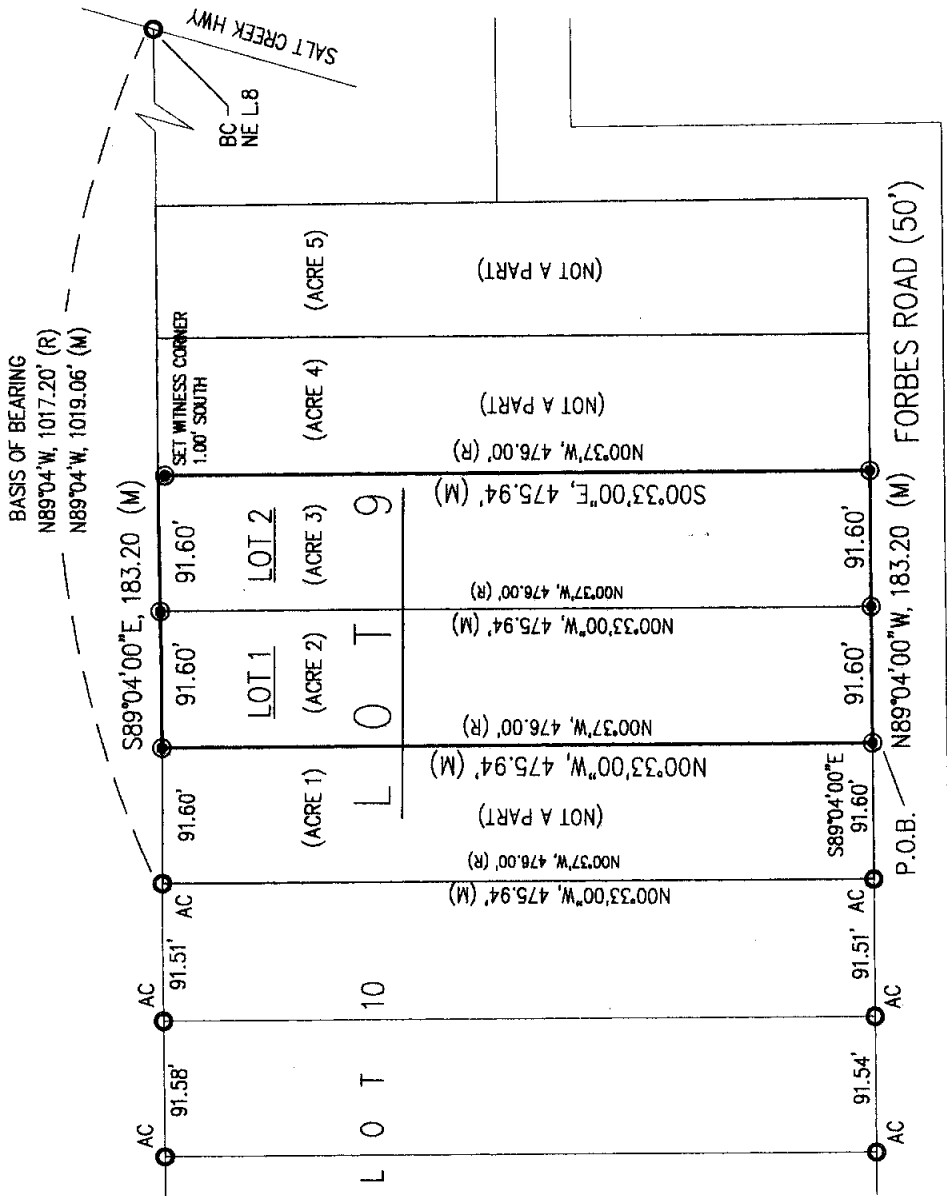 BASIS OF BEARING
N89°04'W, 1017.20' (R)
N89°04'W, 1019.06' (M)
SALT CREEK HWY
BC
NE L.8
S89°04'00"E, 183.20 (M)
SET WITNESS CORNER
1.00' SOUTH
AC
91.58'
AC
91.51'
AC
91.60'
91.60'
91.60'
LOT 1
LOT 2
(ACRE 1)
(ACRE 2)
(ACRE 3)
(ACRE 4)
(ACRE 5)
L O T 10
L O T 9
N00°33'00"W, 475.94' (M)
N00°37'W, 476.00' (R)
(NOT A PART)
N00°33'00"W, 475.94' (M)
N00°37'W, 476.00' (R)
N00°33'00"W, 475.94' (M)
N00°37'W, 476.00' (R)
S00°33'00"E, 475.94' (M)
N00°37'W, 476.00' (R)
(NOT A PART)
(NOT A PART)
AC
91.54'
AC
91.51'
AC
S89°04'00"E
91.60'
91.60'
91.60'
P.O.B.
N89°04'00"W, 183.20 (M)
FORBES ROAD (50')